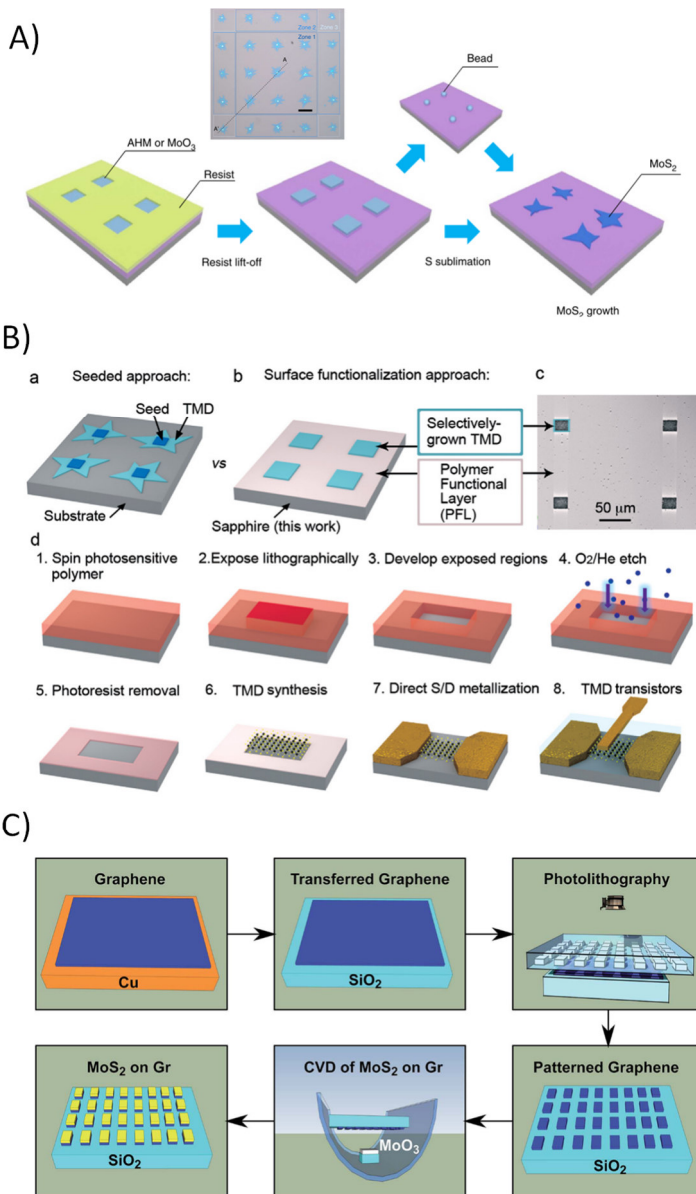 A)
Zone 2
Zone 3
Zone 1
A
A'
Bead
AHM or MoO₃
Resist
MoS₂
Resist lift-off
S sublimation
MoS₂ growth
B)
a
Seeded approach:
b
Surface functionalization approach:
c
Seed
TMD
vs
Substrate
Sapphire (this work)
Selectively-
grown TMD
Polymer
Functional
Layer
(PFL)
50 μm
d
1. Spin photosensitive
polymer
2.Expose lithographically
3. Develop exposed regions
4. O₂/He etch
5. Photoresist removal
6. TMD synthesis
7. Direct S/D metallization
8. TMD transistors
C)
Graphene
Cu
Transferred Graphene
SiO₂
Photolithography
MoS₂ on Gr
SiO₂
CVD of MoS₂ on Gr
MoO₃
Patterned Graphene
SiO₂